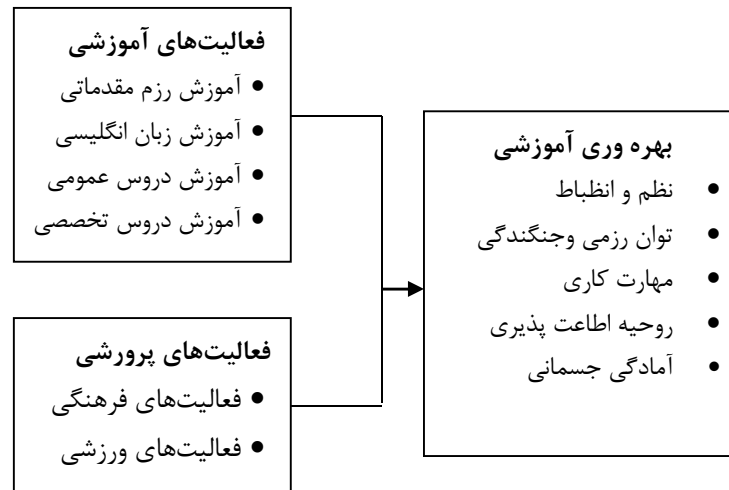 فعالیت‌های آموزشی
• آموزش رزم مقدماتی
• آموزش زبان انگلیسی
• آموزش دروس عمومی
• آموزش دروس تخصصی
فعالیت‌های پرورشی
• فعالیت‌های فرهنگی
• فعالیت‌های ورزشی
بهره وری آموزشی
• نظم و انظباط
• توان رزمی وجنگندگی
• مهارت کاری
• روحیه اطاعت پذیری
• آمادگی جسمانی